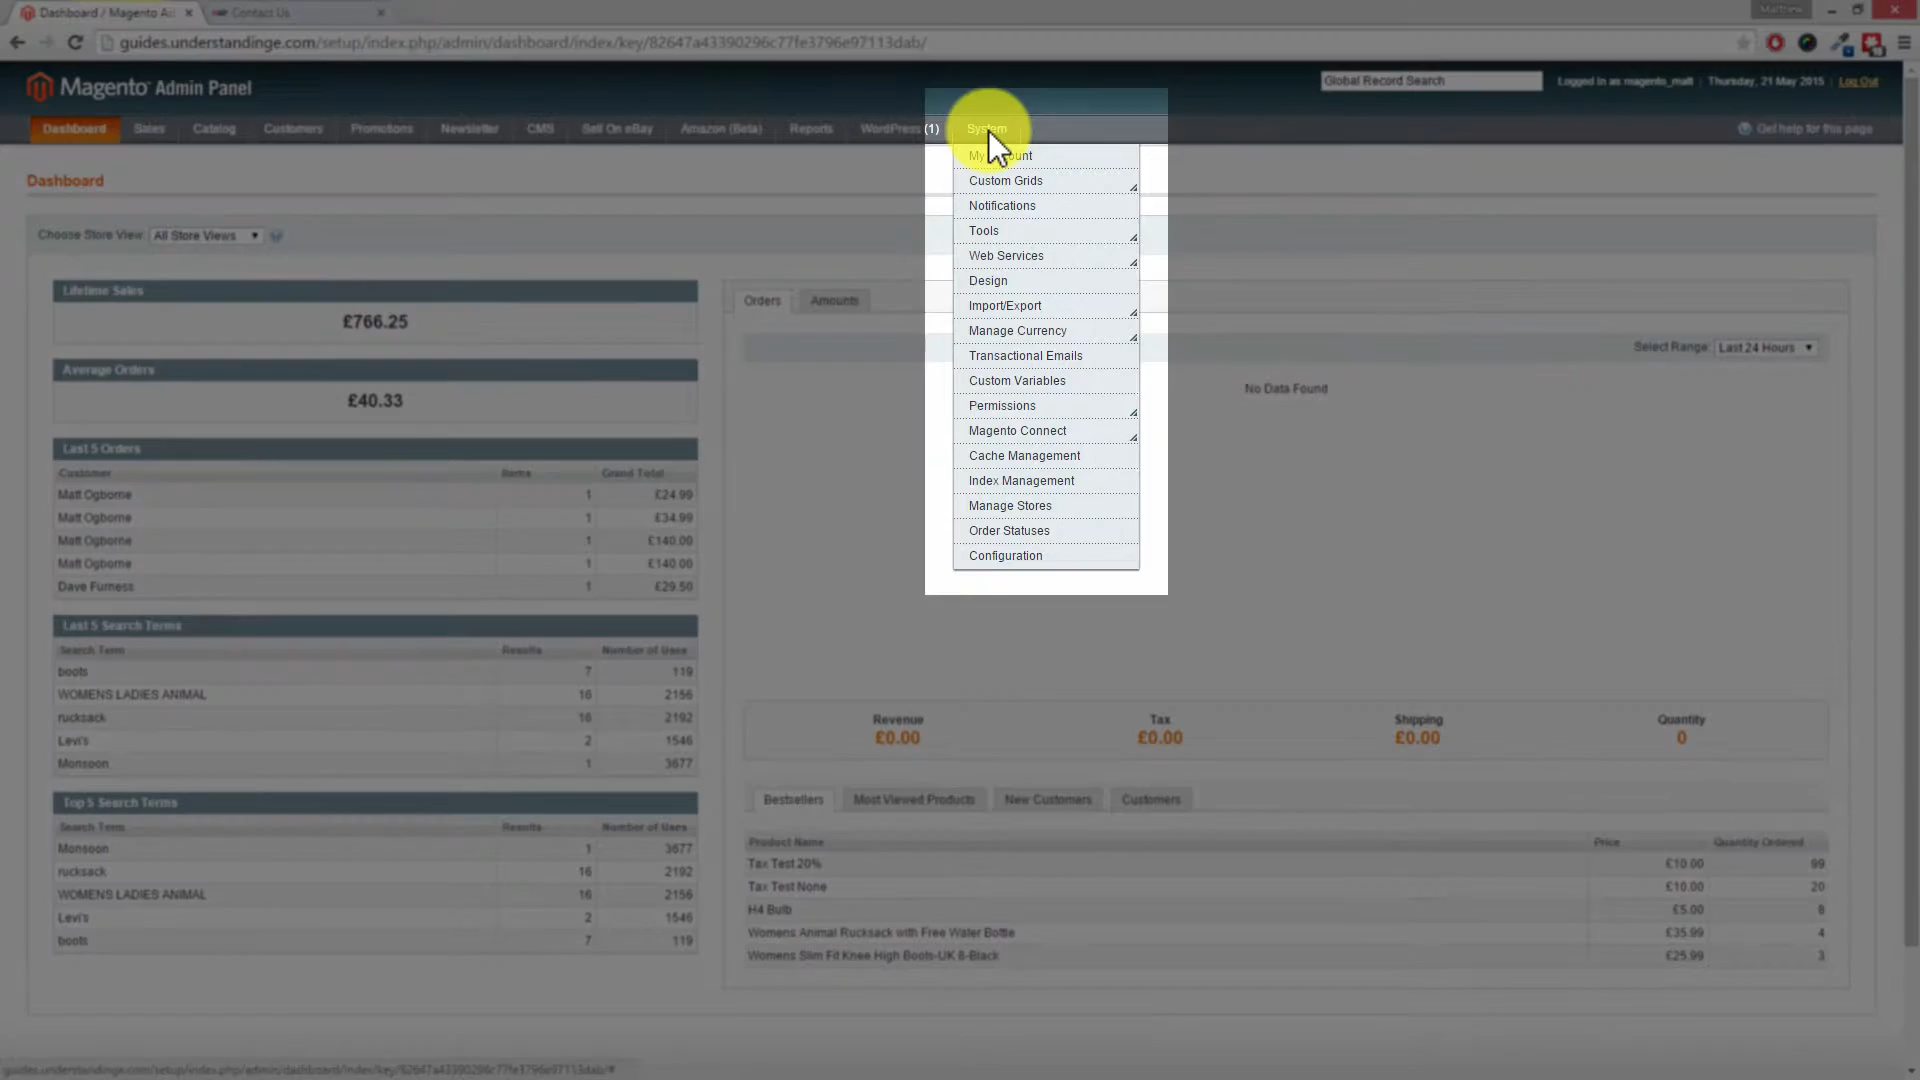 Dashboard / Magento A
Contact Us
Matthew
guides.understandinge.com/setup/index.php/admin/dashboard/index/key/82647a43390296c77fe3796e97113dab/
Magento Admin Panel
Global Record Search
Logged in as magento_matt | Thursday, 21 May 2015 | Log Out
Dashboard Sales Catalog Customers Promotions Newsletter CMS Sell On eBay Amazon (Beta) Reports WordPress (1) System
Get help for this page
Dashboard
Choose Store View: All Store Views
My Account
Custom Grids
Notifications
Tools
Web Services
Design
Import/Export
Manage Currency
Transactional Emails
Custom Variables
Permissions
Magento Connect
Cache Management
Index Management
Manage Stores
Order Statuses
Configuration
Lifetime Sales
£766.25
Average Orders
£40.33
Last 5 Orders
Customer Items Grand Total
Matt Ogborne 1 £24.99
Matt Ogborne 1 £34.99
Matt Ogborne 1 £140.00
Matt Ogborne 1 £140.00
Dave Furness 1 £29.50
Last 5 Search Terms
Search Term Results Number of Uses
boots 7 119
WOMENS LADIES ANIMAL 16 2156
rucksack 16 2192
Levi's 2 1546
Monsoon 1 3677
Top 5 Search Terms
Search Term Results Number of Uses
Monsoon 1 3677
rucksack 16 2192
WOMENS LADIES ANIMAL 16 2156
Levi's 2 1546
boots 7 119
Orders Amounts
Select Range: Last 24 Hours
No Data Found
Revenue Tax Shipping Quantity
£0.00 £0.00 £0.00 0
Bestsellers Most Viewed Products New Customers Customers
Product Name Price Quantity Ordered
Tax Test 20% £10.00 99
Tax Test None £10.00 20
H4 Bulb £5.00 8
Womens Animal Rucksack with Free Water Bottle £35.99 4
Womens Slim Fit Knee High Boots-UK 8-Black £25.99 3
guides.understandinge.com/setup/index.php/admin/dashboard/index/key/82647a43390296c77fe3796e97113dab/#